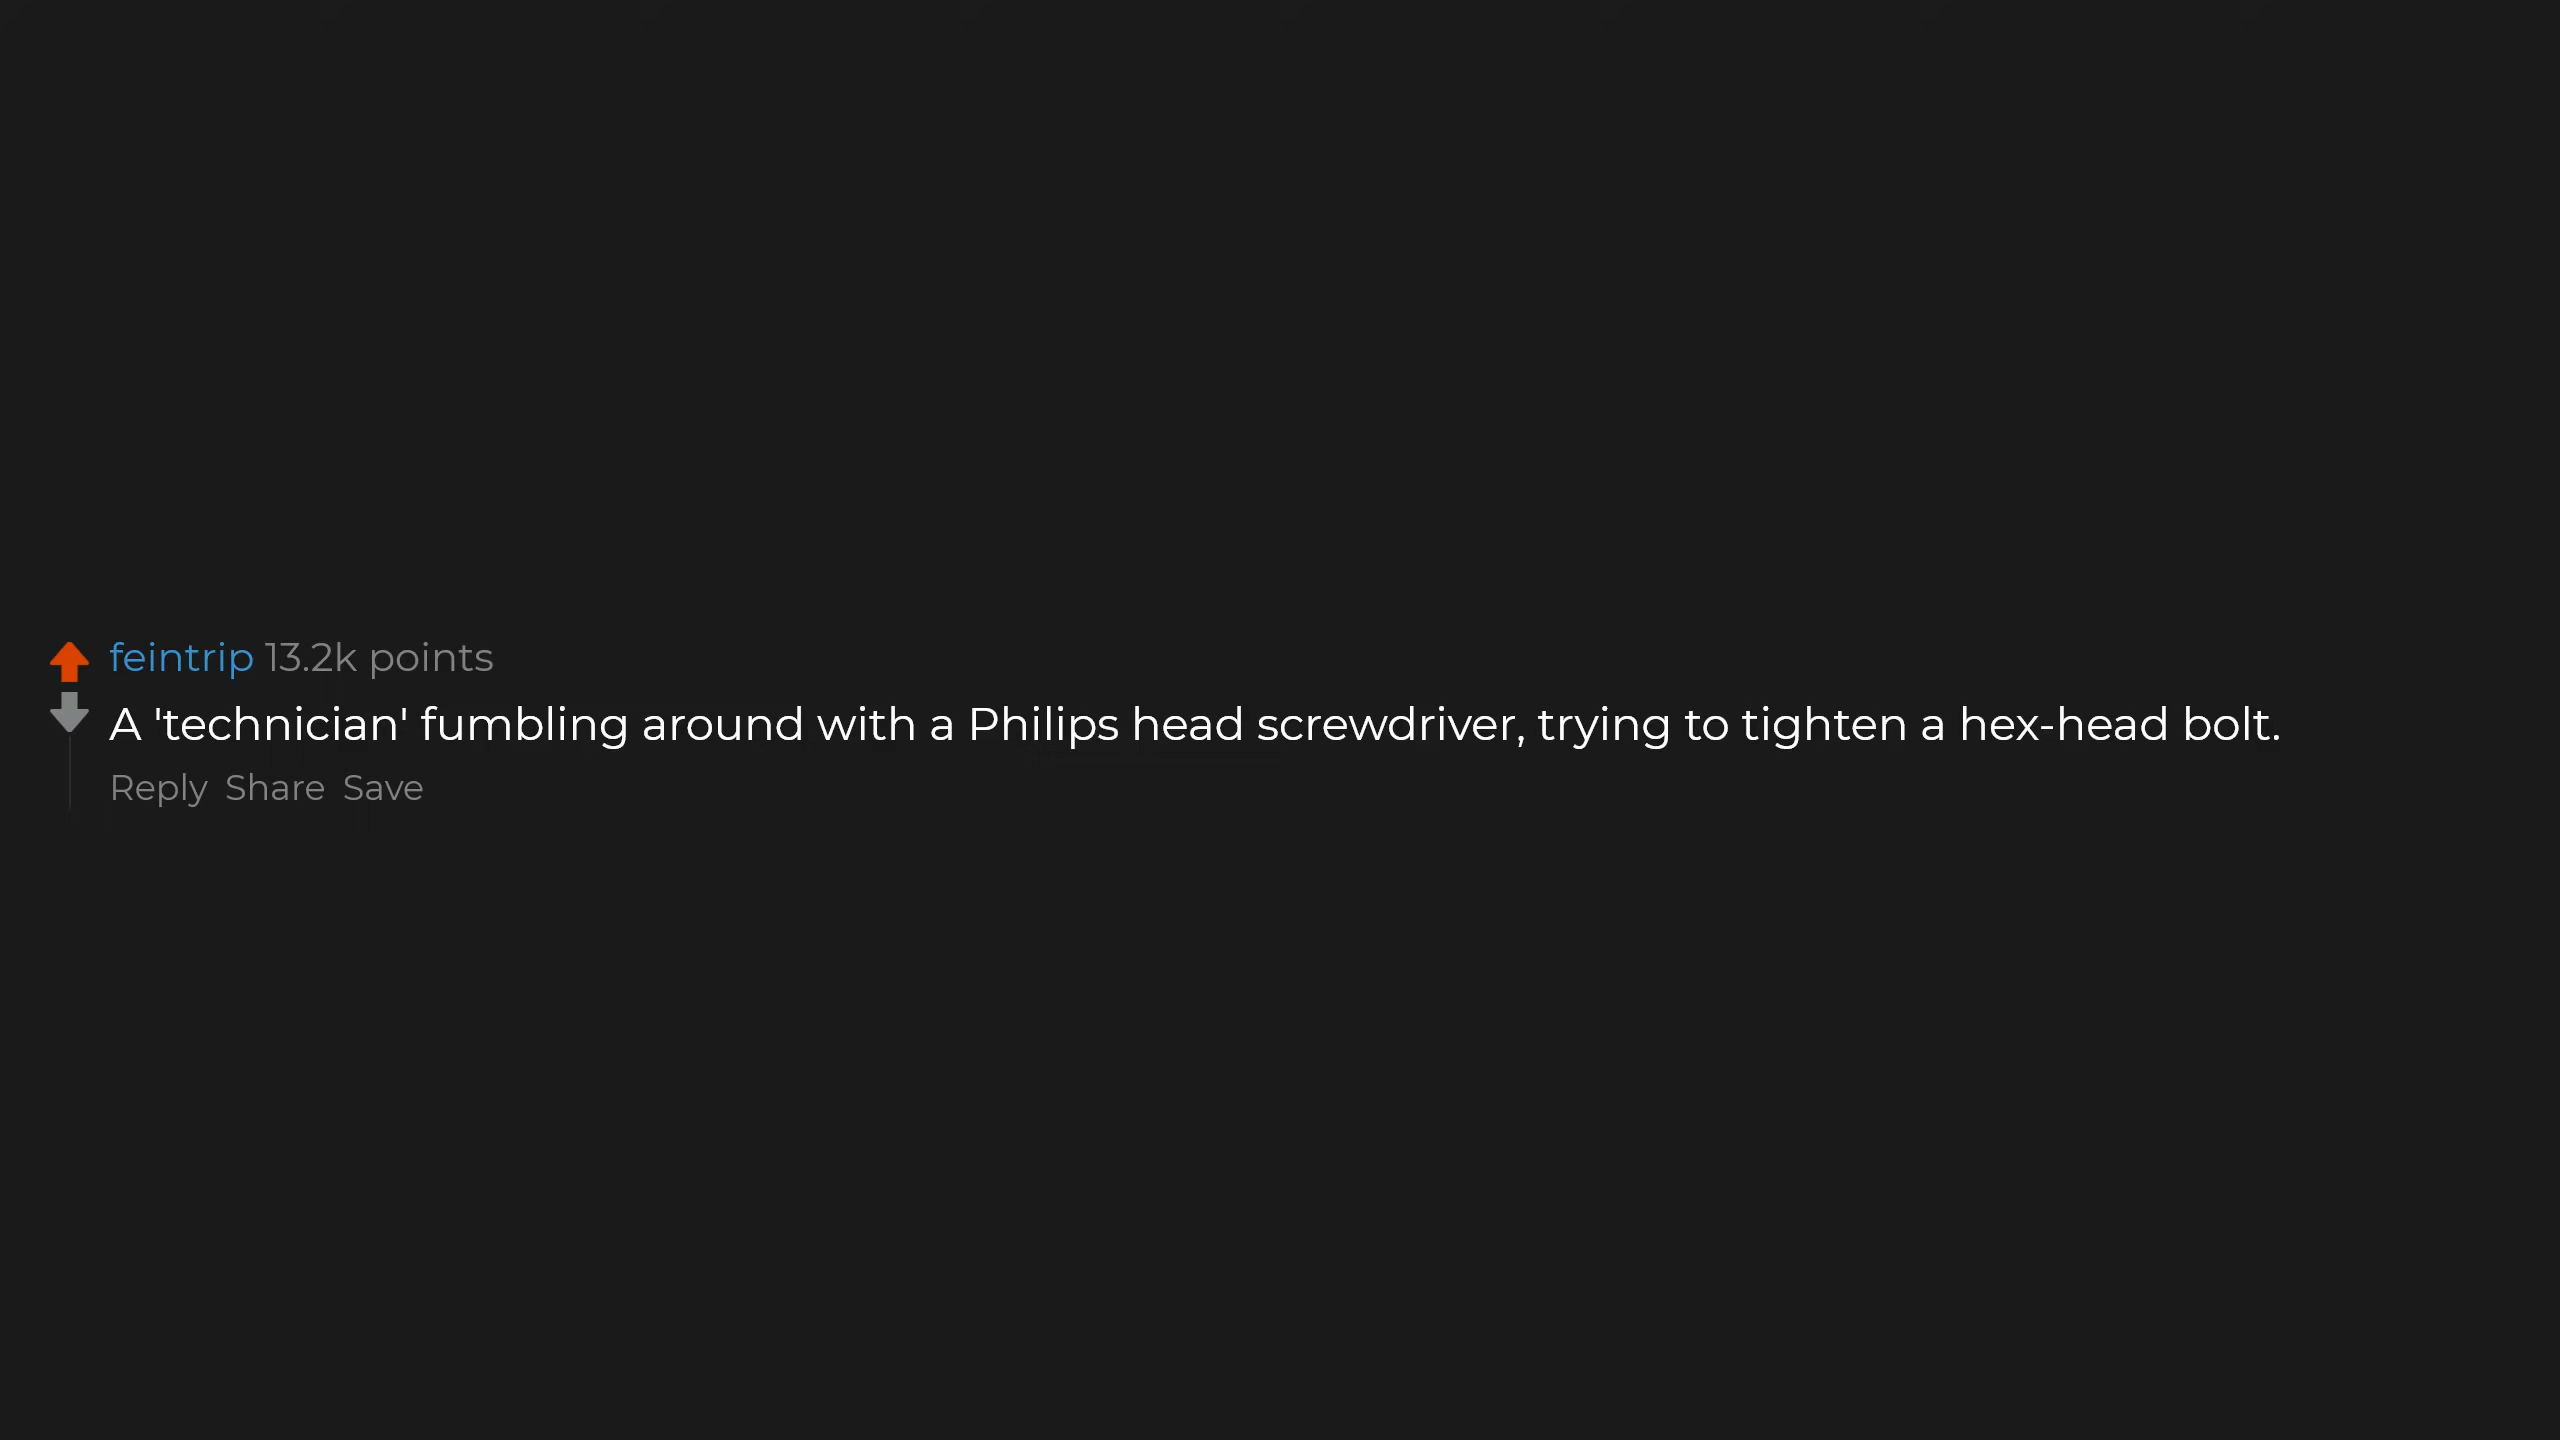 feintrip 13.2k points
A 'technician' fumbling around with a Philips head screwdriver, trying to tighten a hex-head bolt.
Reply Share Save